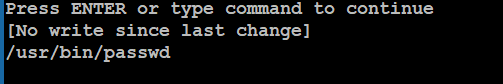 Press ENTER or type command to continue
[No write since last change]
/usr/bin/passwd